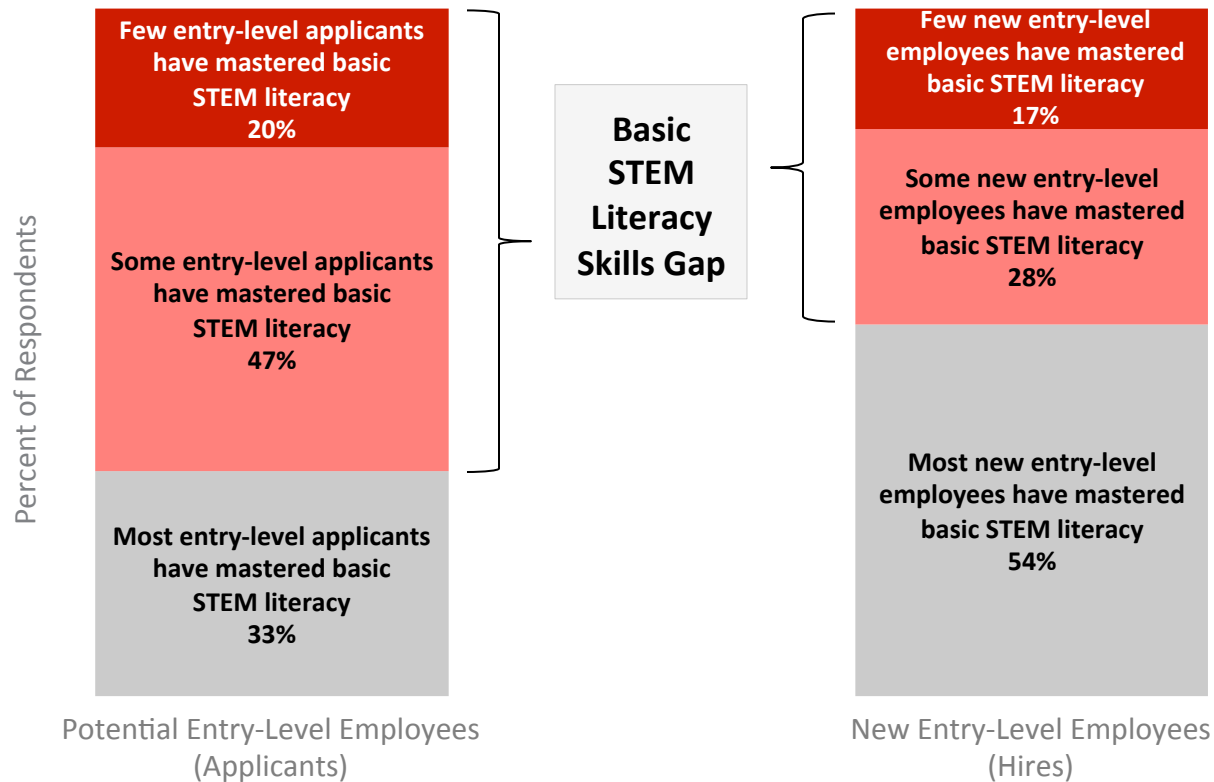 Few entry-level applicants
have mastered basic
STEM literacy
20%
Some entry-level applicants
have mastered basic
STEM literacy
47%
Most entry-level applicants
have mastered basic
STEM literacy
33%
Basic
STEM
Literacy
Skills Gap
Few new entry-level
employees have mastered
basic STEM literacy
17%
Some new entry-level
employees have mastered
basic STEM literacy
28%
Most new entry-level
employees have mastered
basic STEM literacy
54%
Percent of Respondents
Potential Entry-Level Employees
(Applicants)
New Entry-Level Employees
(Hires)